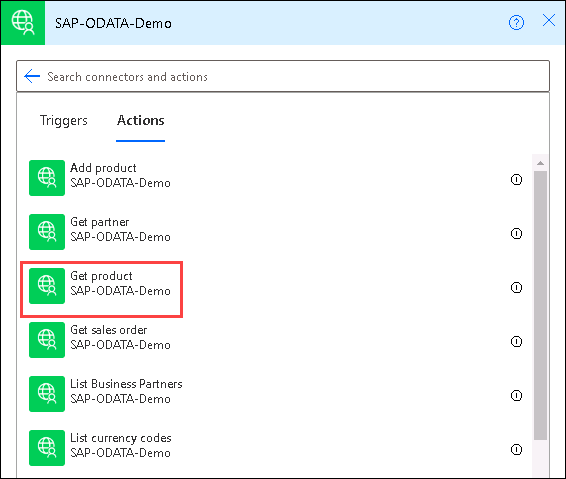 SAP-ODATA-Demo
Search connectors and actions
Triggers Actions
Add product
SAP-ODATA-Demo
Get partner
SAP-ODATA-Demo
Get product
SAP-ODATA-Demo
Get sales order
SAP-ODATA-Demo
List Business Partners
SAP-ODATA-Demo
List currency codes
SAP-ODATA-Demo